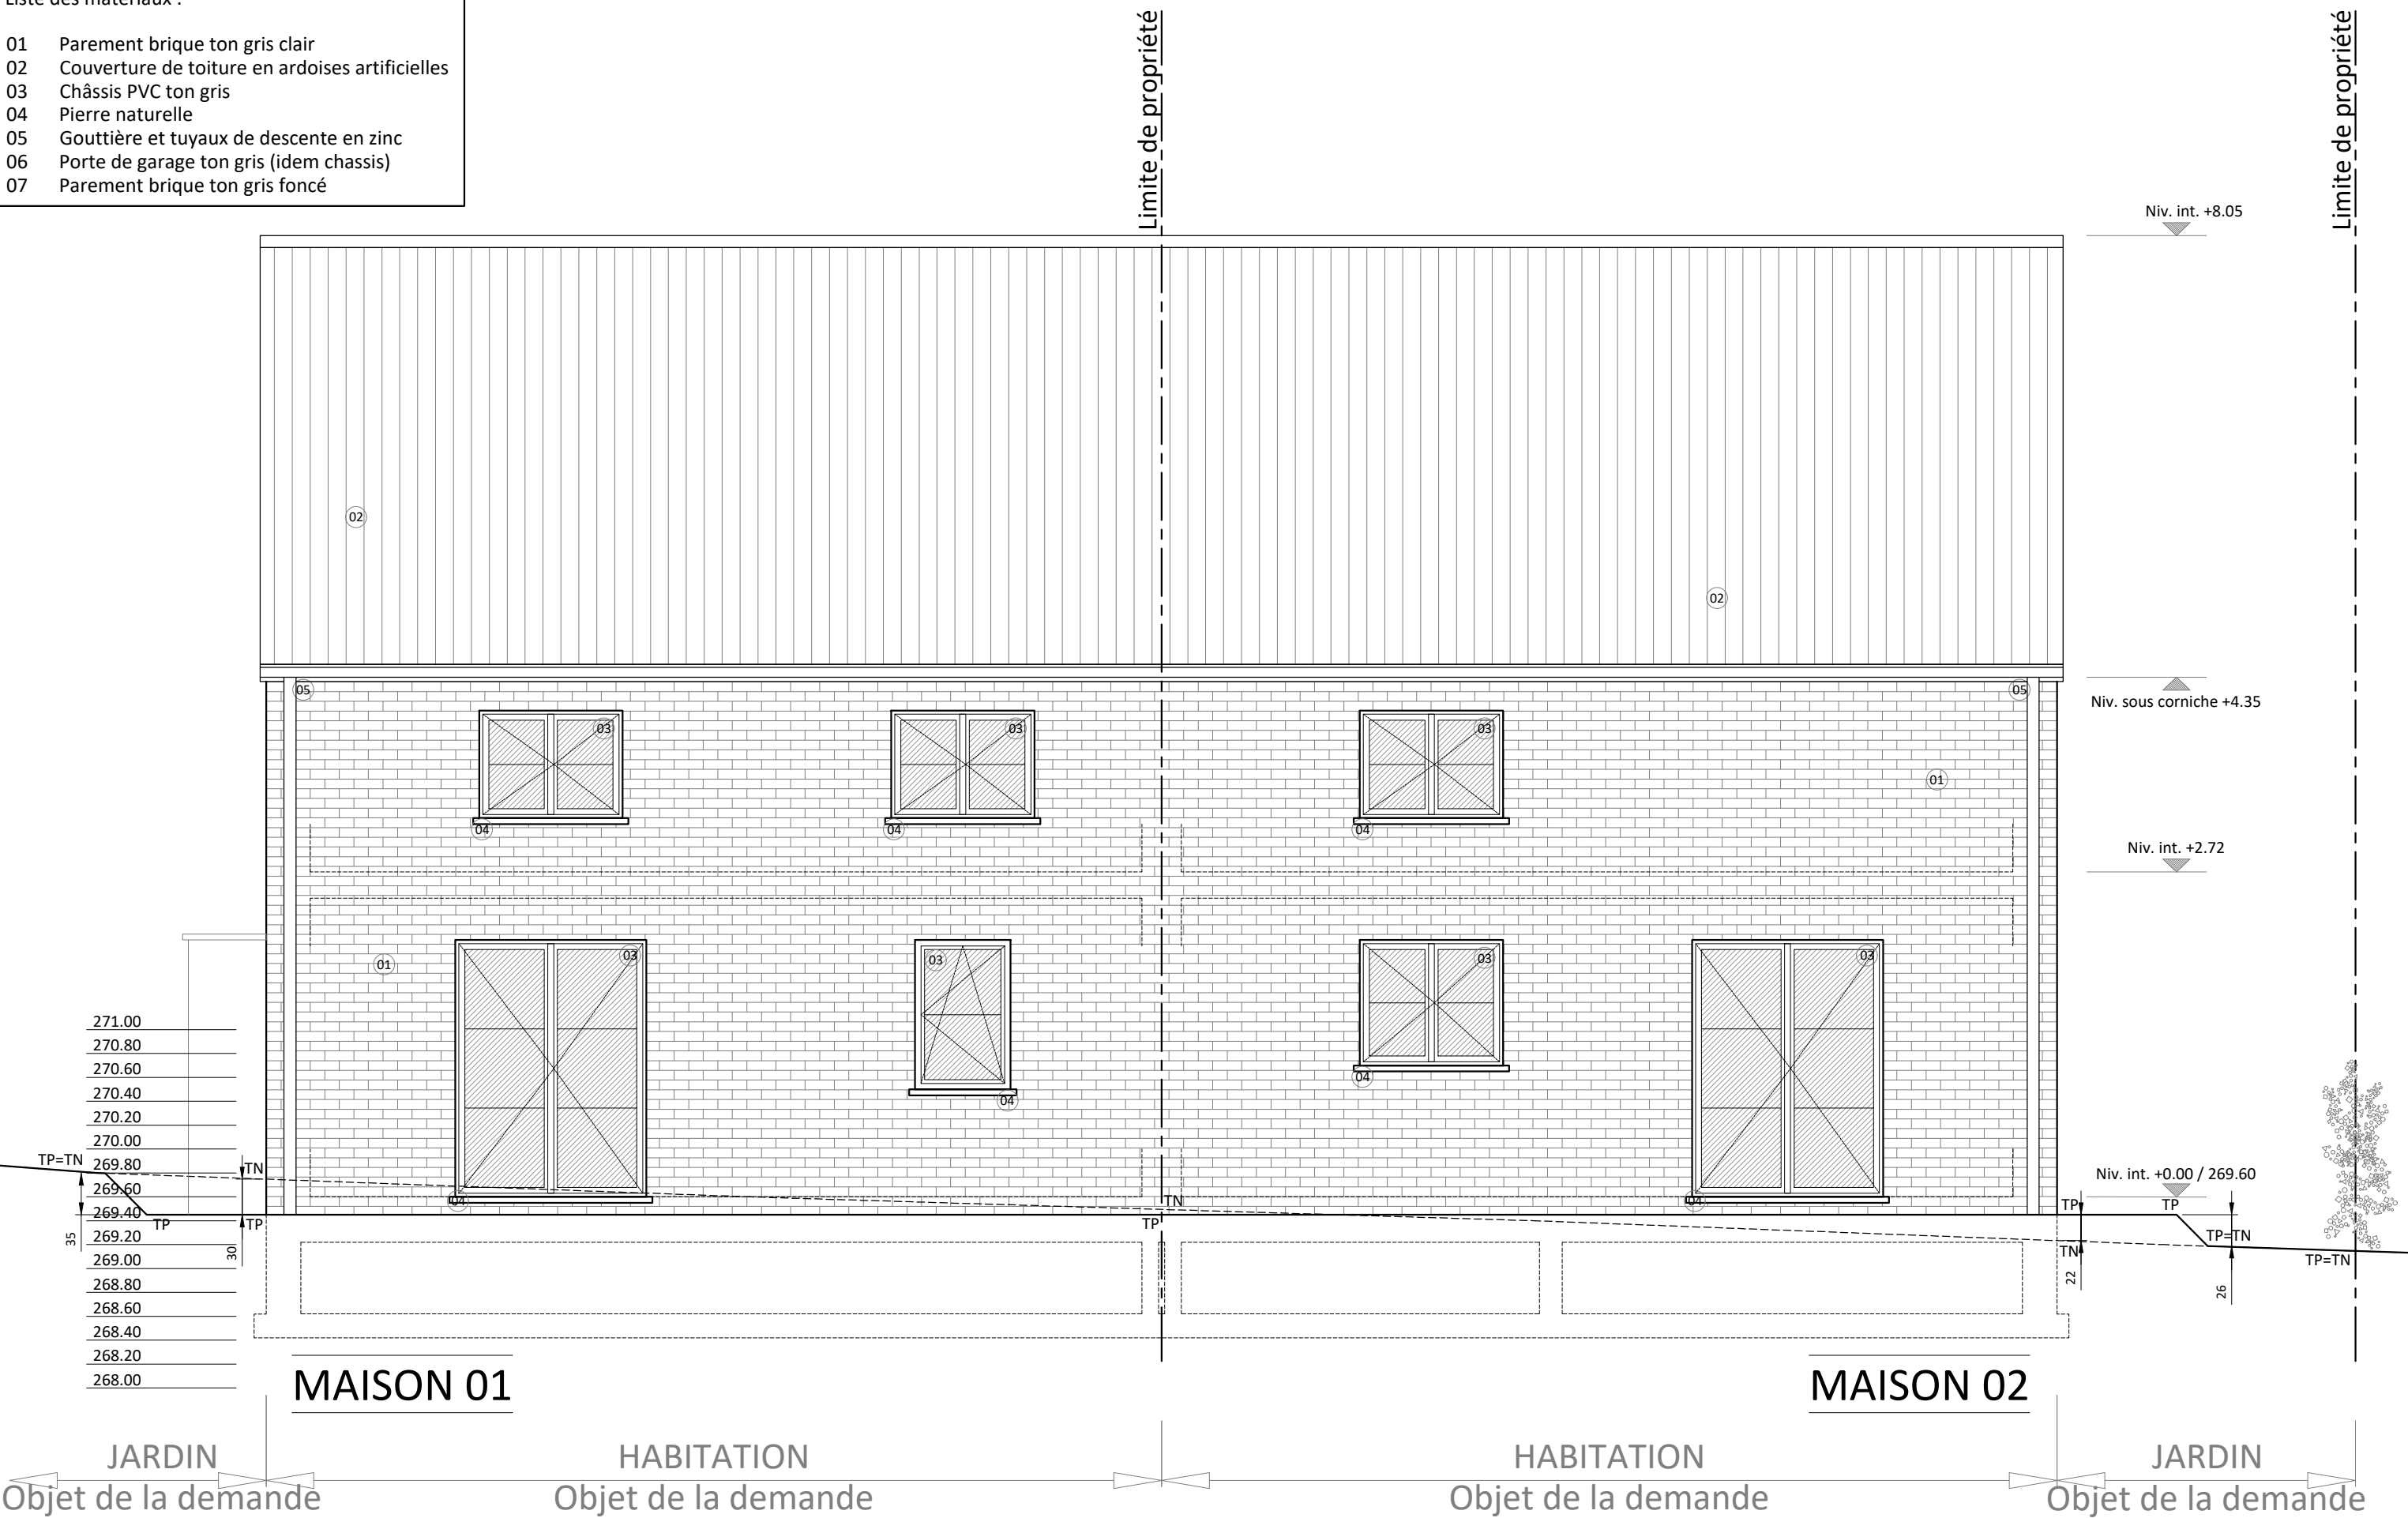 Liste des matériaux :
01 Parement brique ton gris clair
02 Couverture de toiture en ardoises artificielles
03 Châssis PVC ton gris
04 Pierre naturelle
05 Gouttière et tuyaux de descente en zinc
06 Porte de garage ton gris (idem chassis)
07 Parement brique ton gris foncé
Limite de propriété
Limite de propriété
Niv. int. +8.05
02
02
05
05
Niv. sous corniche +4.35
03
03
03
01
04
04
04
Niv. int. +2.72
01
03
03
03
03
04
04
271.00
270.80
270.60
270.40
270.20
270.00
269.80
269.60
269.40
269.20
269.00
268.80
268.60
268.40
268.20
268.00
TP=TN
TN
TP
TP
35
30
04
TN
TP
04
Niv. int. +0.00 / 269.60
TP
TP
TN
TP=TN
TP=TN
22
26
MAISON 01
MAISON 02
JARDIN
HABITATION
HABITATION
JARDIN
Objet de la demande
Objet de la demande
Objet de la demande
Objet de la demande